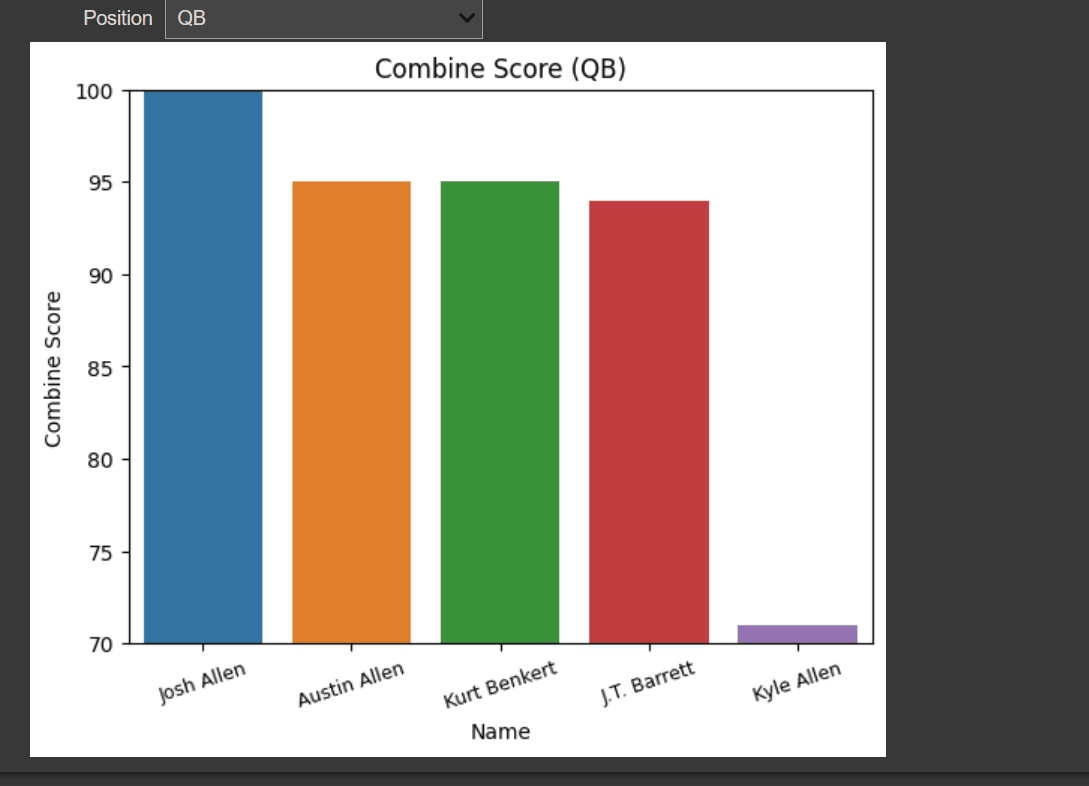 Position QB
Combine Score (QB)
100
95
90
85
80
75
70
Combine Score
Josh Allen
Austin Allen
Kurt Benkert
J.T. Barrett
Kyle Allen
Name